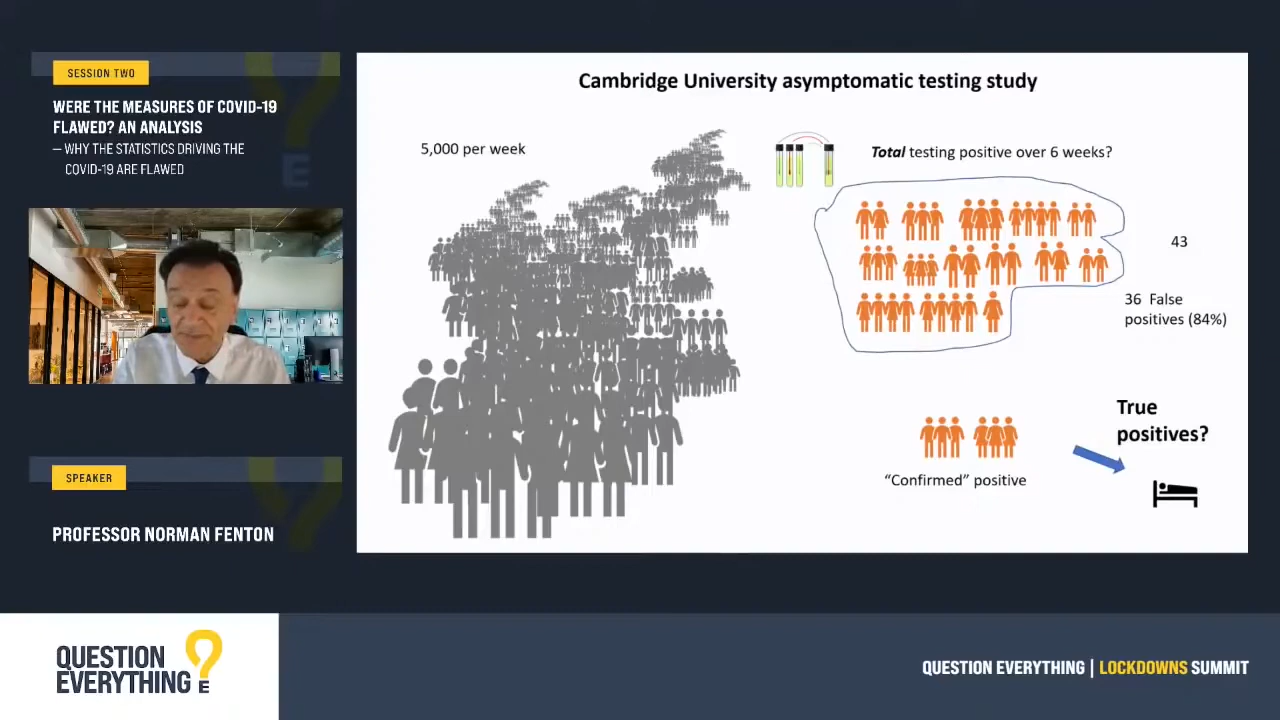 SESSION TWO
WERE THE MEASURES OF COVID-19
FLAWED? AN ANALYSIS
– WHY THE STATISTICS DRIVING THE
COVID-19 ARE FLAWED
SPEAKER
PROFESSOR NORMAN FENTON
Cambridge University asymptomatic testing study
5,000 per week
Total testing positive over 6 weeks?
43
36 False
positives (84%)
True
positives?
“Confirmed” positive
QUESTION
EVERYTHING
E
QUESTION EVERYTHING | LOCKDOWNS SUMMIT